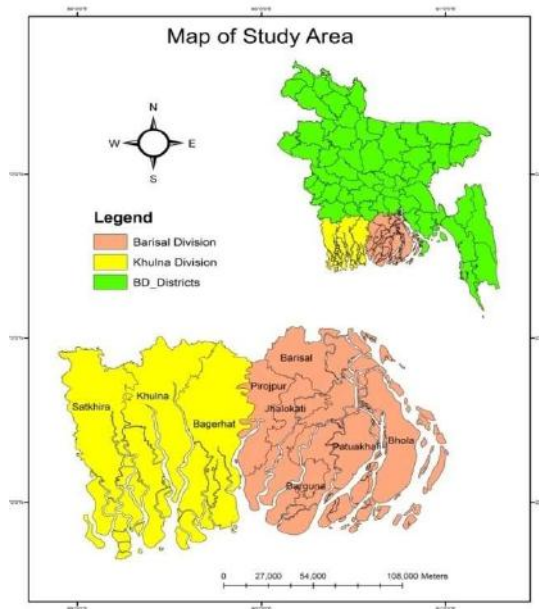 Map of Study Area
N
W E
S
Legend
Barisal Division
Khulna Division
BD_Districts
Barisal
Pirojpur
Khulna
Satkhira
Jhalokati
Bagerhat
Bhola
Patuakhali
Barguna
0 27,000 54,000 108,000 Meters